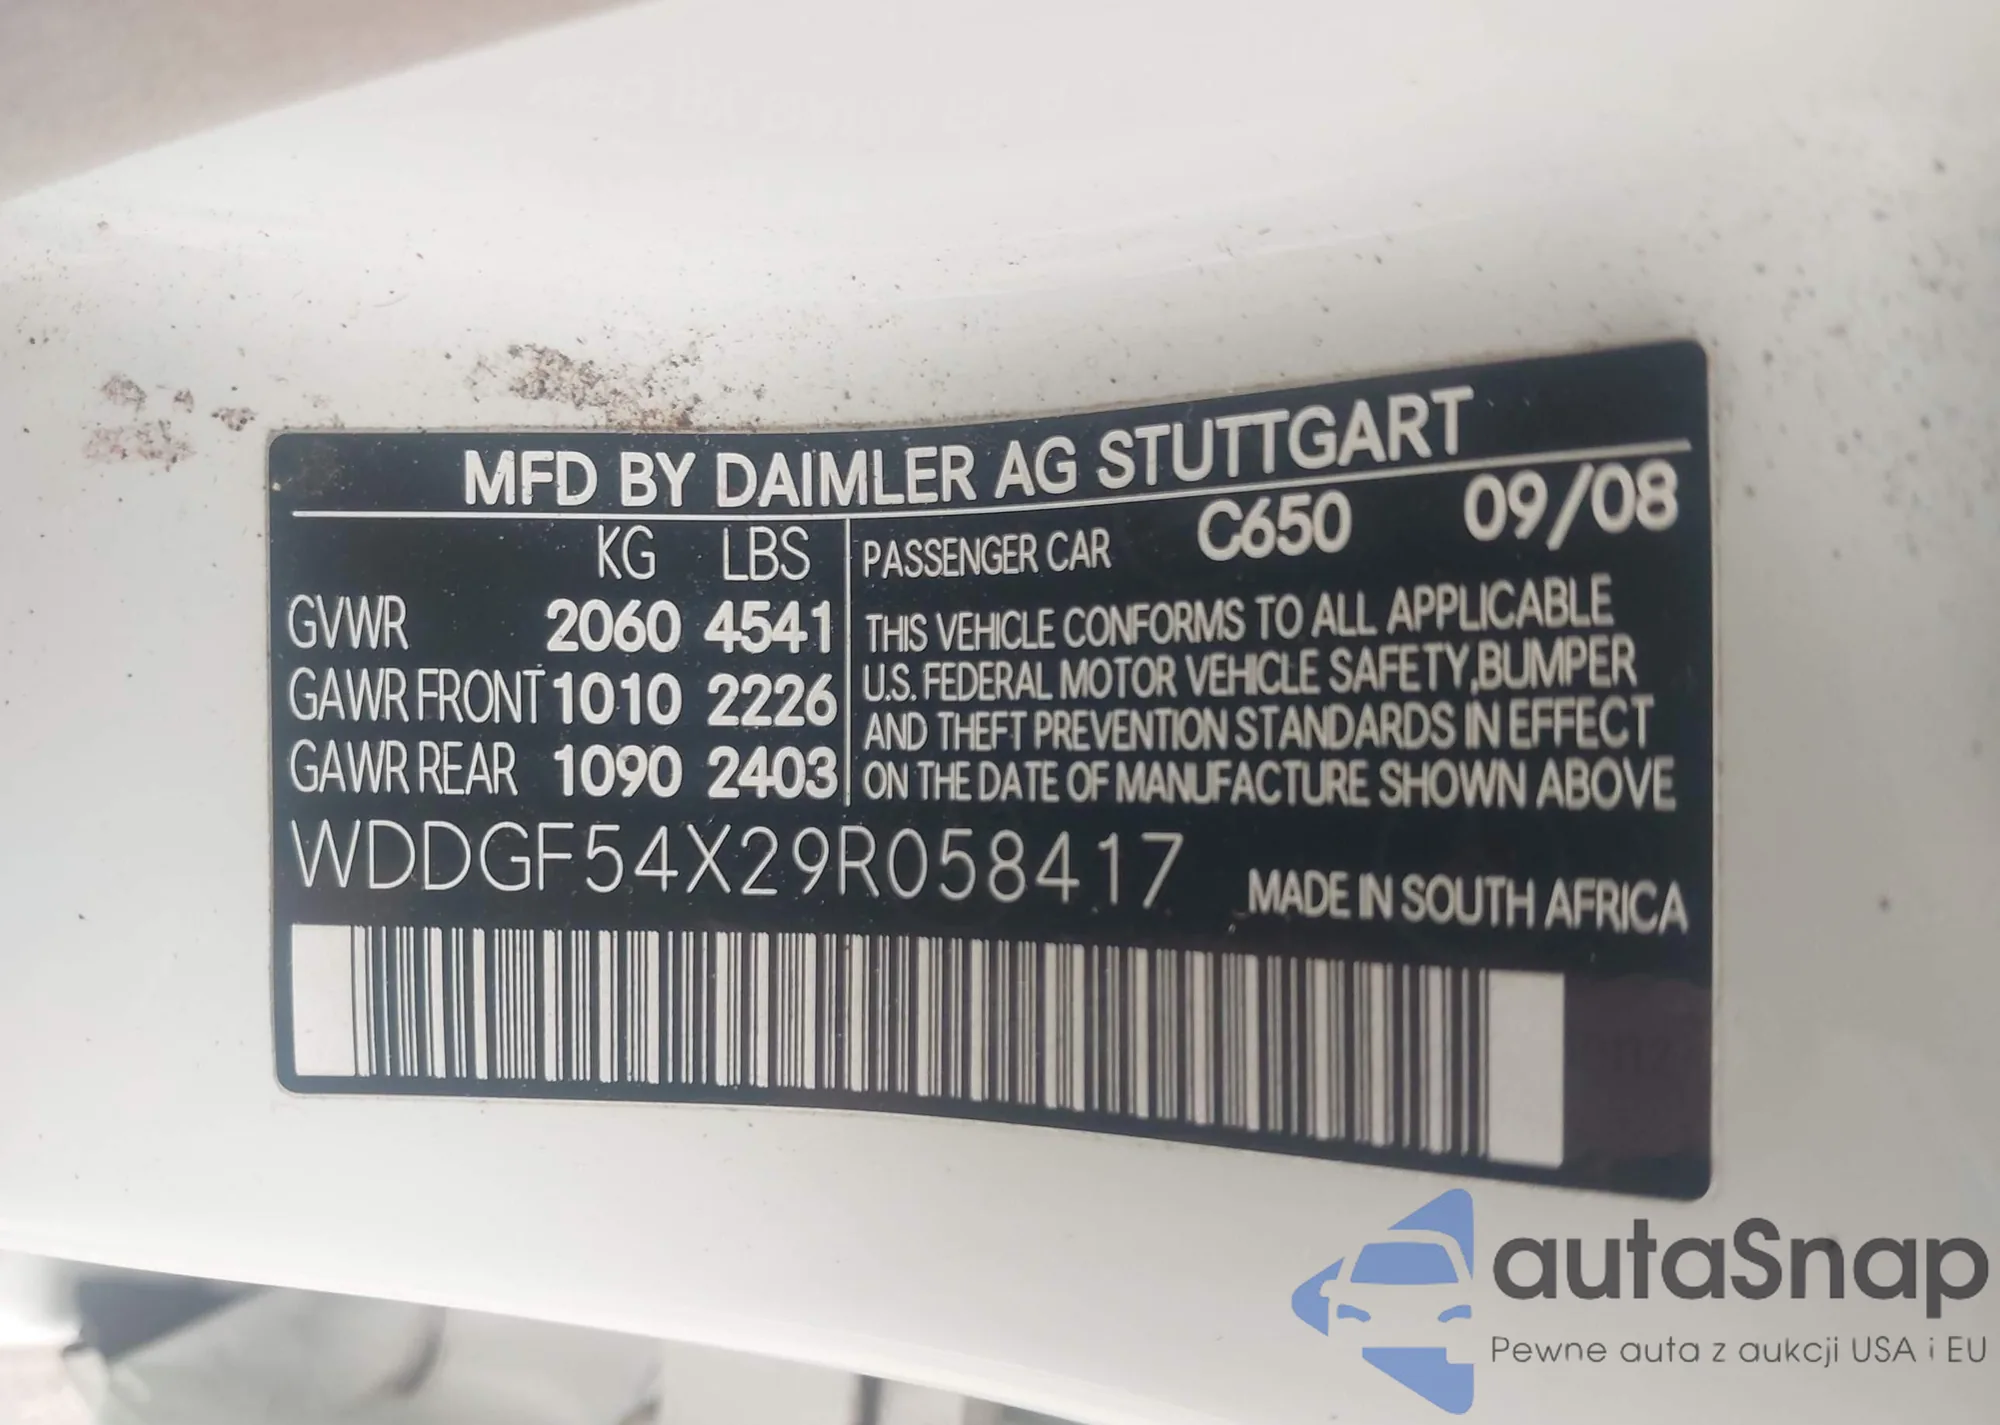 MFD BY DAIMLER AG STUTTGART
KG LBS
PASSENGER CAR C650 09/08
GVWR 2060 4541
GAWR FRONT 1010 2226
GAWR REAR 1090 2403
THIS VEHICLE CONFORMS TO ALL APPLICABLE
U.S. FEDERAL MOTOR VEHICLE SAFETY,BUMPER
AND THEFT PREVENTION STANDARDS IN EFFECT
ON THE DATE OF MANUFACTURE SHOWN ABOVE
WDDGF54X29R058417
MADE IN SOUTH AFRICA
autaSnap
Pewne auta z aukcji USA i EU